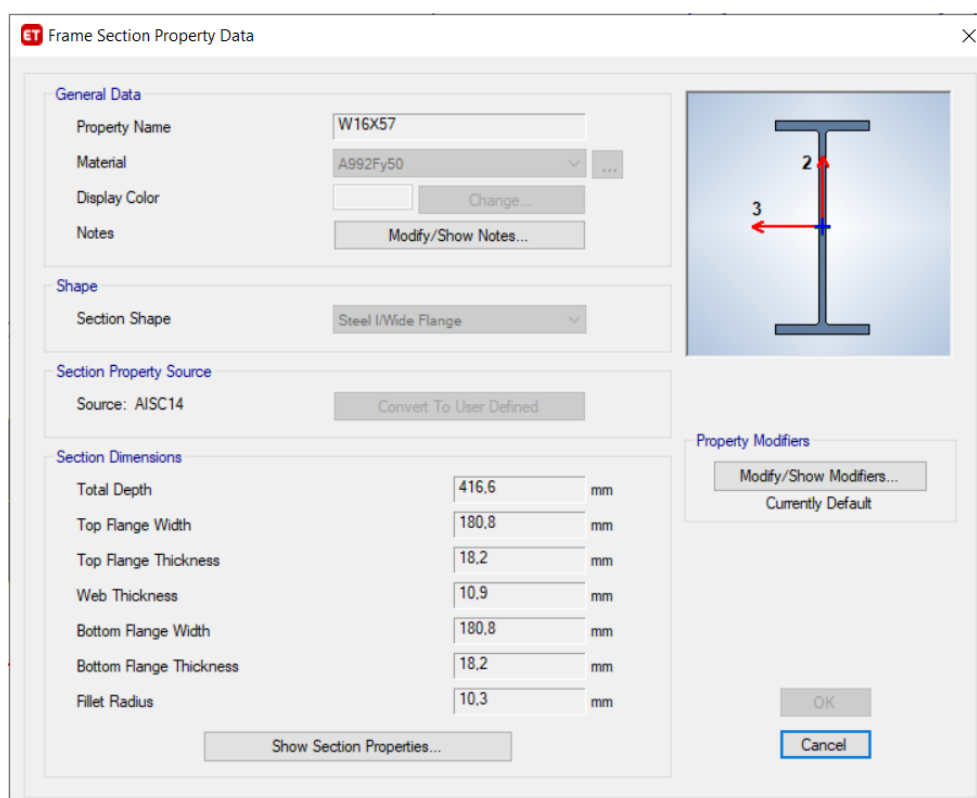 ET Frame Section Property Data
General Data
Property Name W16X57
Material A992Fy50 ...
Display Color Change...
Notes Modify/Show Notes...
2
3
Shape
Section Shape Steel I/Wide Flange
Section Property Source
Source: AISC14 Convert To User Defined
Property Modifiers
Modify/Show Modifiers...
Currently Default
Section Dimensions
Total Depth 416,6 mm
Top Flange Width 180,8 mm
Top Flange Thickness 18,2 mm
Web Thickness 10,9 mm
Bottom Flange Width 180,8 mm
Bottom Flange Thickness 18,2 mm
Fillet Radius 10,3 mm
Show Section Properties...
OK
Cancel